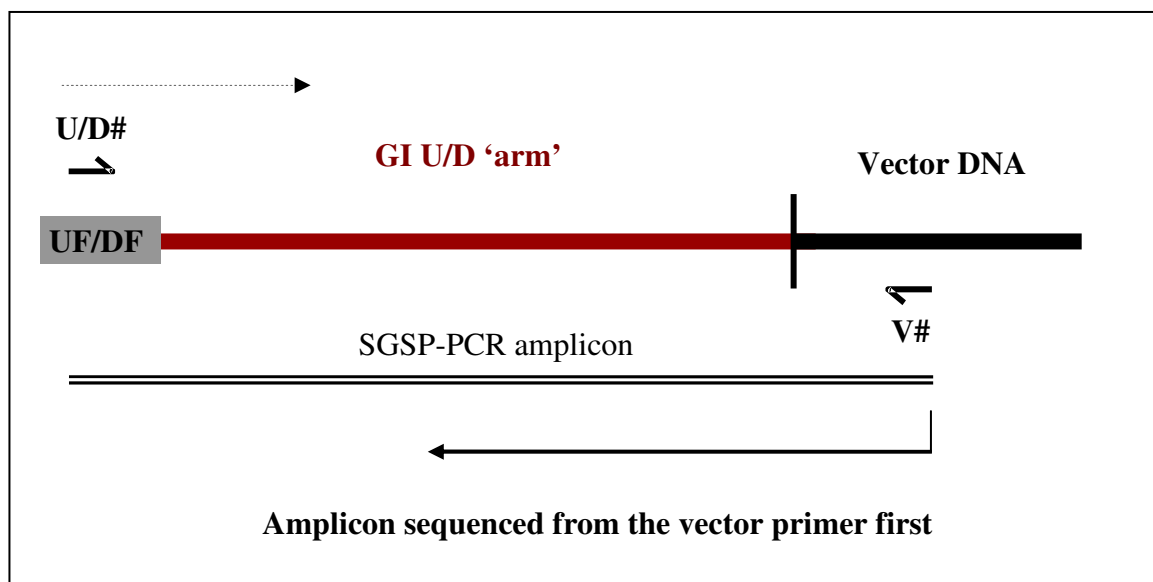 U/D#
GI U/D ‘arm’
Vector DNA
UF/DF
V#
SGSP-PCR amplicon
Amplicon sequenced from the vector primer first